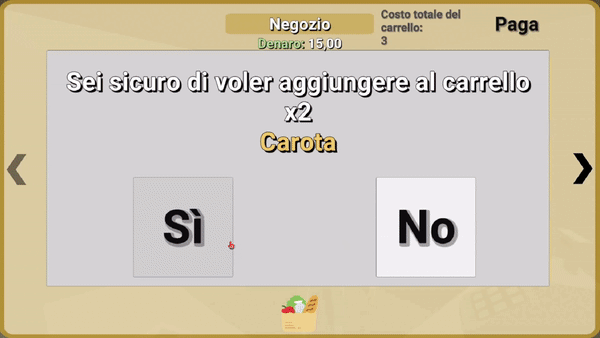 Negozio
Denaro: 15,00
Costo totale del
carrello:
3
Paga
Sei sicuro di voler aggiungere al carrello
x2
Carota
Sì
No